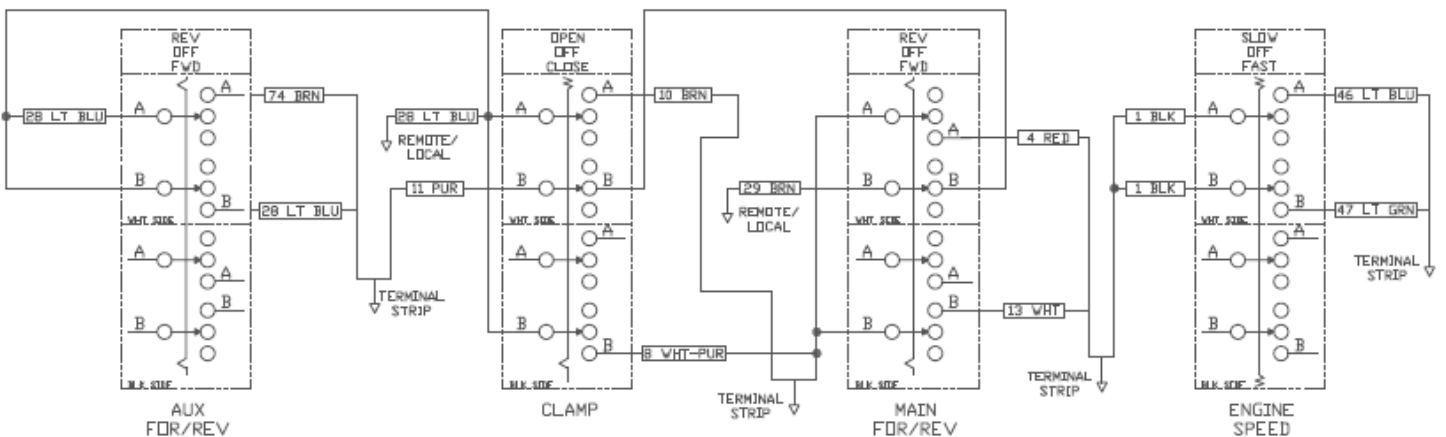 REV
OFF
FWD
A
74 BRN
28 LT BLU
A
B
11 PUR
B
28 LT BLU
WHT SIDE
A
A
B
B
BLK SIDE
TERMINAL
STRIP
AUX
FOR/REV
OPEN
OFF
CLOSE
A
10 BRN
28 LT BLU
A
REMOTE/
LOCAL
B
B
WHT SIDE
A
A
B
B
8 WHT-PUR
BLK SIDE
CLAMP
TERMINAL
STRIP
REV
OFF
FWD
A
A
4 RED
29 BRN
B
B
REMOTE/
LOCAL
WHT SIDE
A
A
B
13 WHT
B
BLK SIDE
MAIN
FOR/REV
TERMINAL
STRIP
SLOW
OFF
FAST
A
46 LT BLU
1 BLK
A
1 BLK
B
B
47 LT GRN
WHT SIDE
A
A
TERMINAL
STRIP
B
B
BLK SIDE
ENGINE
SPEED